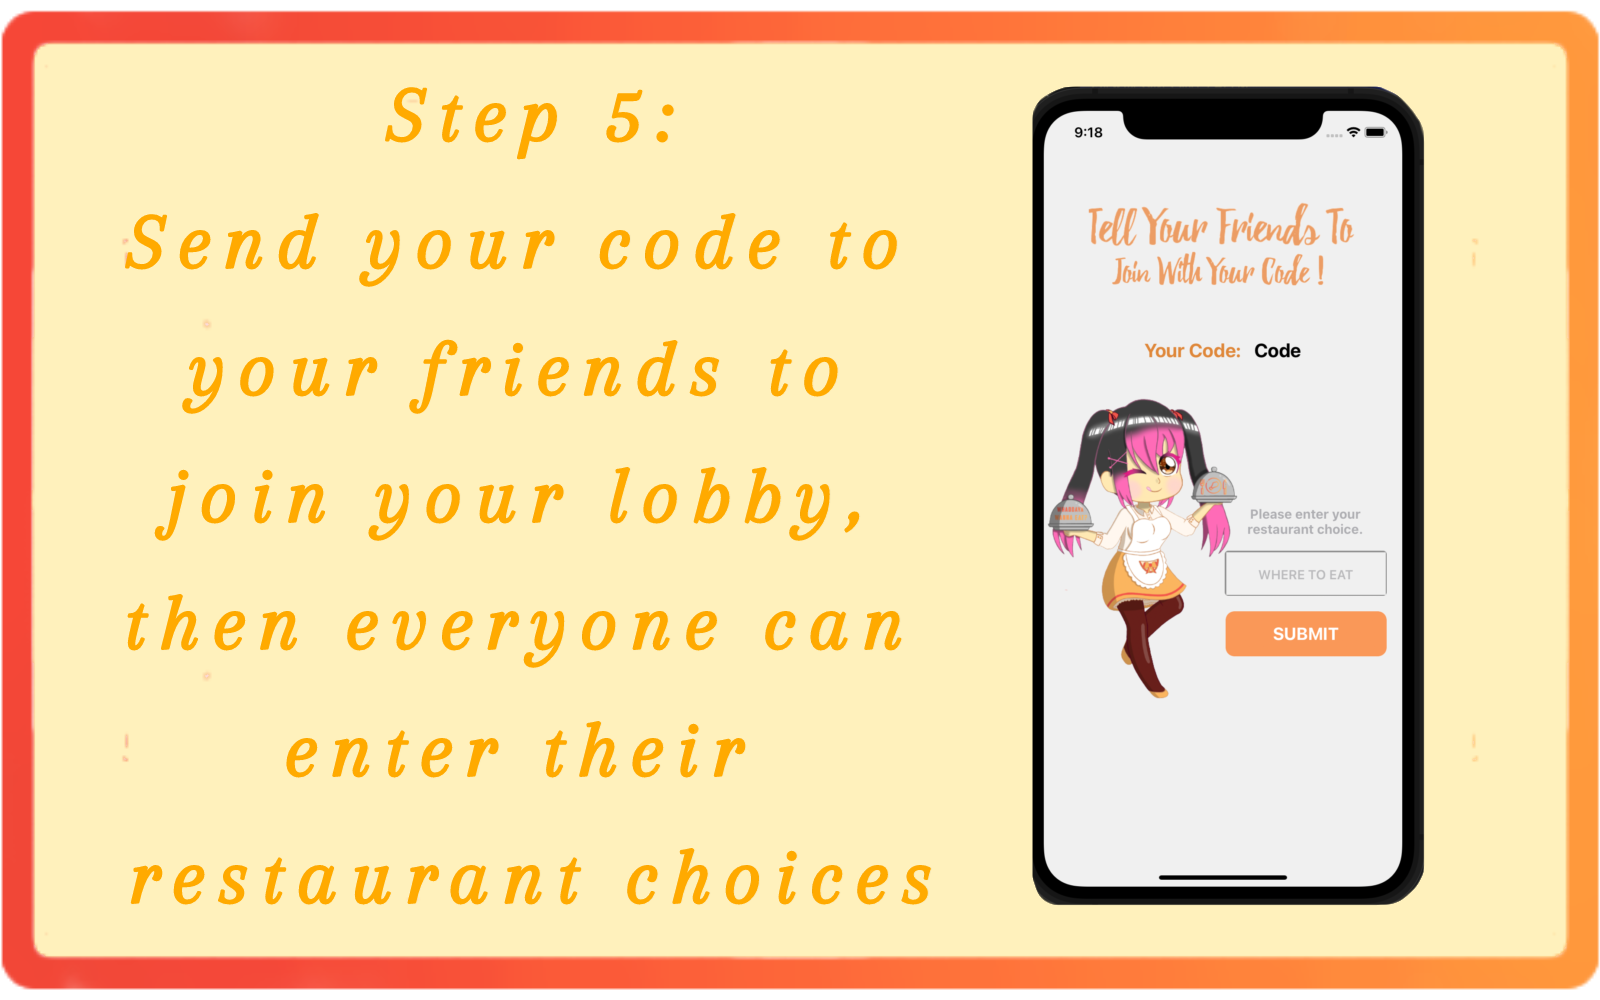 Step 5:
Send your code to
your friends to
join your lobby,
then everyone can
enter their
restaurant choices
9:18
Tell Your Friends To
Join With Your Code !
Your Code: Code
Please enter your
restaurant choice.
WHERE TO EAT
SUBMIT